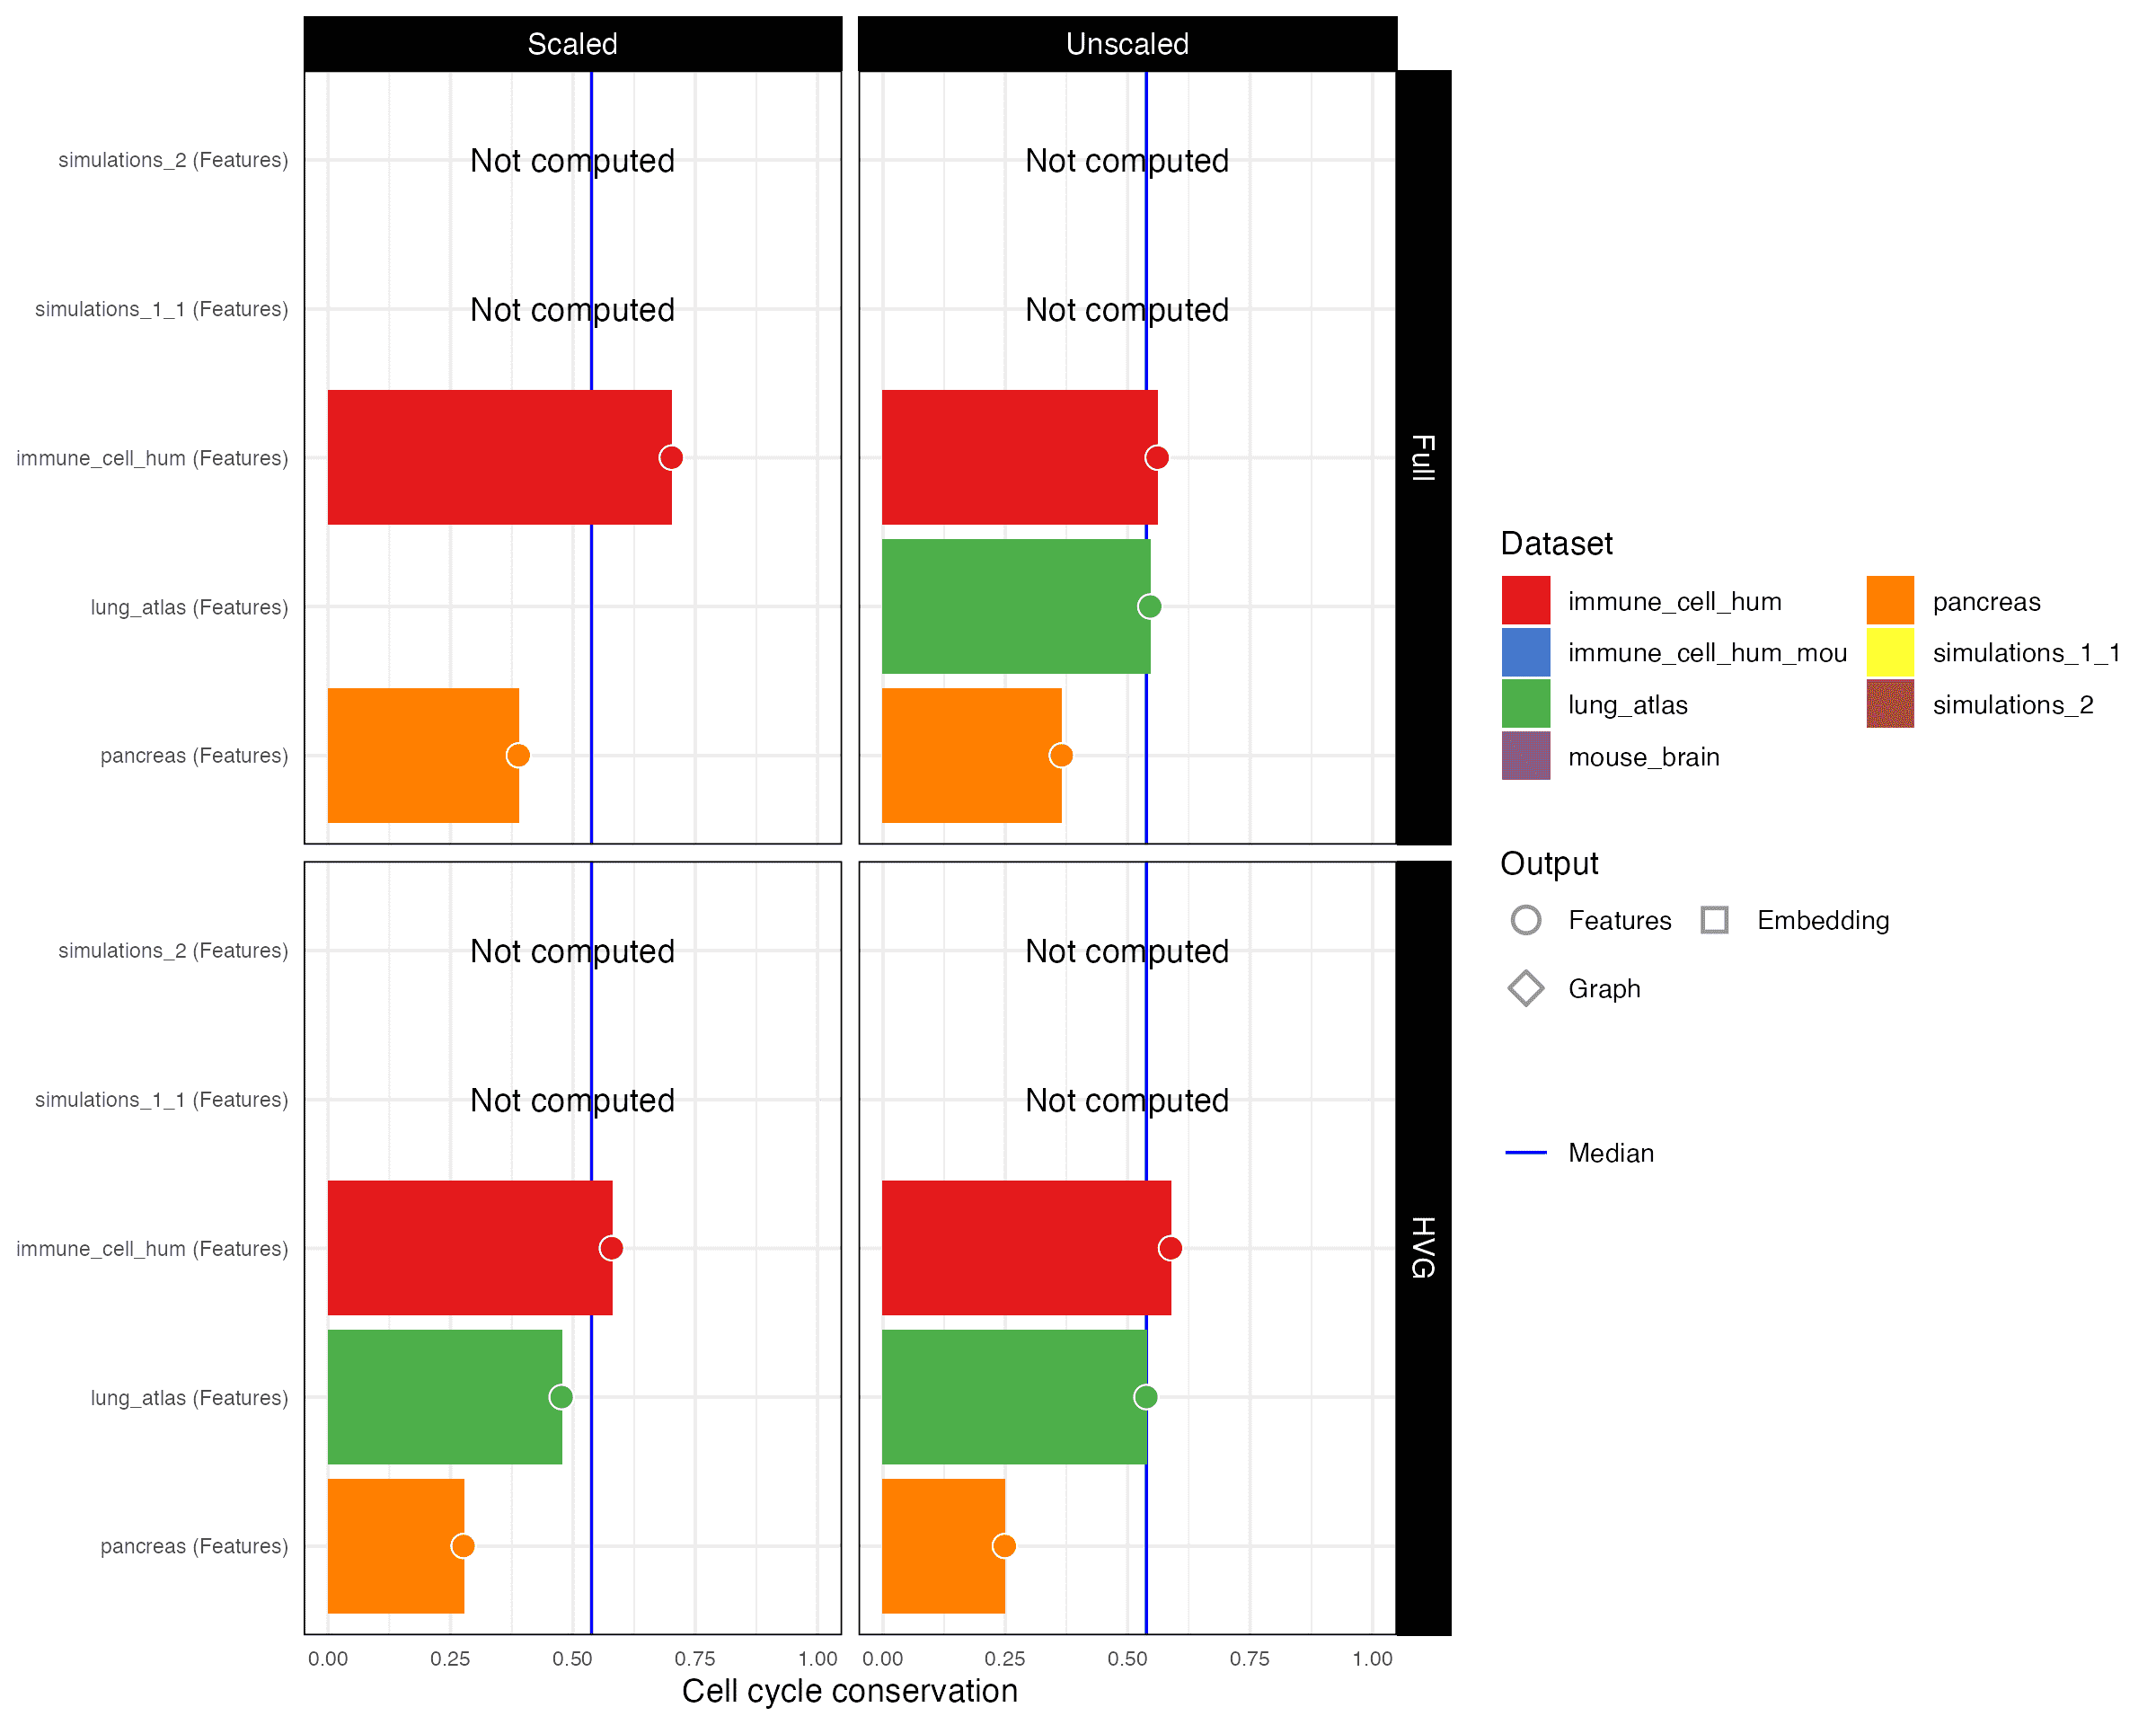 Scaled
Unscaled
simulations_2 (Features)
Not computed
Not computed
simulations_1_1 (Features)
Not computed
Not computed
immune_cell_hum (Features)
lung_atlas (Features)
pancreas (Features)
Full
simulations_2 (Features)
Not computed
Not computed
simulations_1_1 (Features)
Not computed
Not computed
immune_cell_hum (Features)
lung_atlas (Features)
pancreas (Features)
HVG
0.00 0.25 0.50 0.75 1.00
0.00 0.25 0.50 0.75 1.00
Cell cycle conservation
Dataset
immune_cell_hum
pancreas
immune_cell_hum_mou
simulations_1_1
lung_atlas
simulations_2
mouse_brain
Output
Features
Embedding
Graph
Median